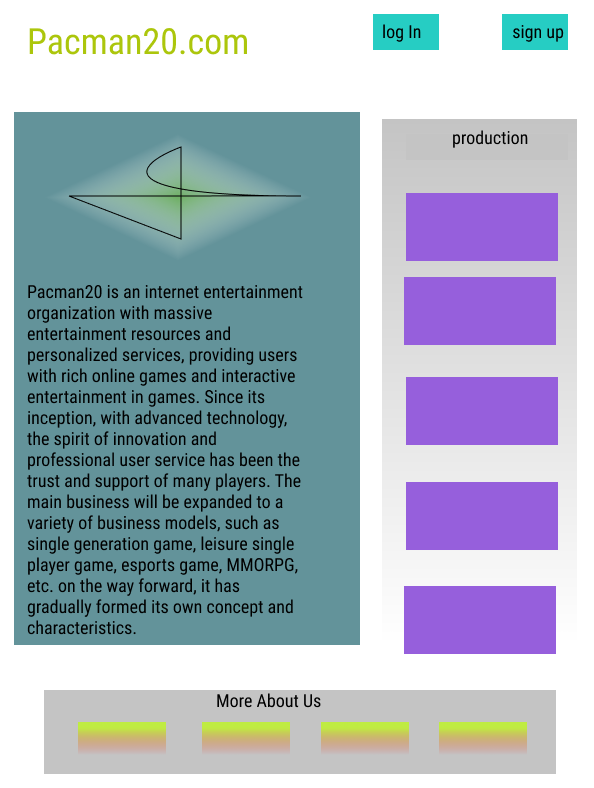 Pacman20.com
log In
sign up
production
Pacman20 is an internet entertainment
organization with massive
entertainment resources and
personalized services, providing users
with rich online games and interactive
entertainment in games. Since its
inception, with advanced technology,
the spirit of innovation and
professional user service has been the
trust and support of many players. The
main business will be expanded to a
variety of business models, such as
single generation game, leisure single
player game, esports game, MMORPG,
etc. on the way forward, it has
gradually formed its own concept and
characteristics.
More About Us